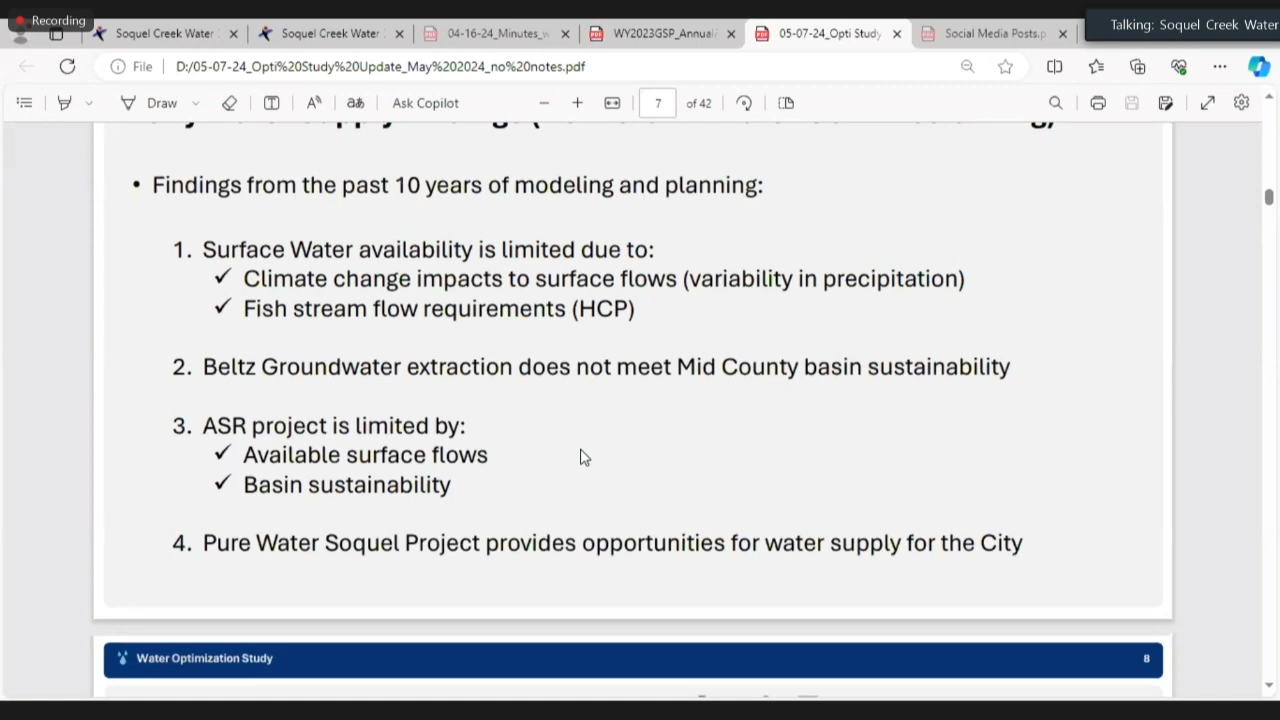 Recording
Soquel Creek Water
Soquel Creek Water
04-16-24_Minutes_w
WY2023GSP_Annual
05-07-24_Opti Study
Social Media Posts.p
Talking: Soquel Creek Water
File
D:/05-07-24_Opti%20Study%20Update_May%202024_no%20notes.pdf
Draw
Ask Copilot
7 of 42
• Findings from the past 10 years of modeling and planning:
1. Surface Water availability is limited due to:
✓ Climate change impacts to surface flows (variability in precipitation)
✓ Fish stream flow requirements (HCP)
2. Beltz Groundwater extraction does not meet Mid County basin sustainability
3. ASR project is limited by:
✓ Available surface flows
✓ Basin sustainability
4. Pure Water Soquel Project provides opportunities for water supply for the City
Water Optimization Study
8